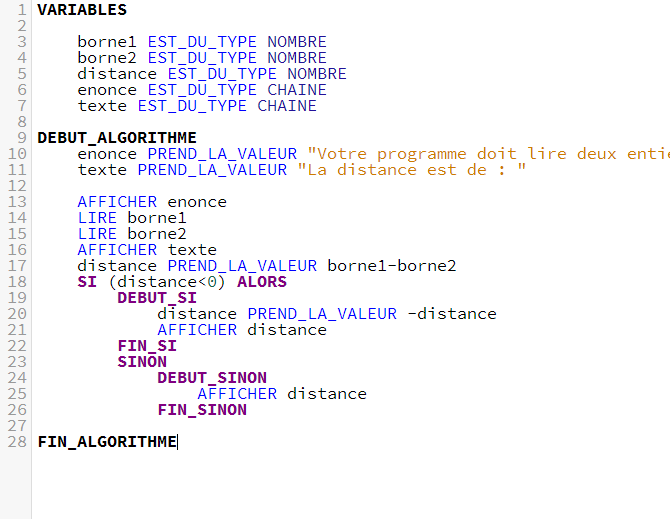 1 VARIABLES
2
3 borne1 EST_DU_TYPE NOMBRE
4 borne2 EST_DU_TYPE NOMBRE
5 distance EST_DU_TYPE NOMBRE
6 enonce EST_DU_TYPE CHAINE
7 texte EST_DU_TYPE CHAINE
8
9 DEBUT_ALGORITHME
10 enonce PREND_LA_VALEUR "Votre programme doit lire deux entie
11 texte PREND_LA_VALEUR "La distance est de : "
12
13 AFFICHER enonce
14 LIRE borne1
15 LIRE borne2
16 AFFICHER texte
17 distance PREND_LA_VALEUR borne1-borne2
18 SI (distance<0) ALORS
19 DEBUT_SI
20 distance PREND_LA_VALEUR -distance
21 AFFICHER distance
22 FIN_SI
23 SINON
24 DEBUT_SINON
25 AFFICHER distance
26 FIN_SINON
27
28 FIN_ALGORITHME